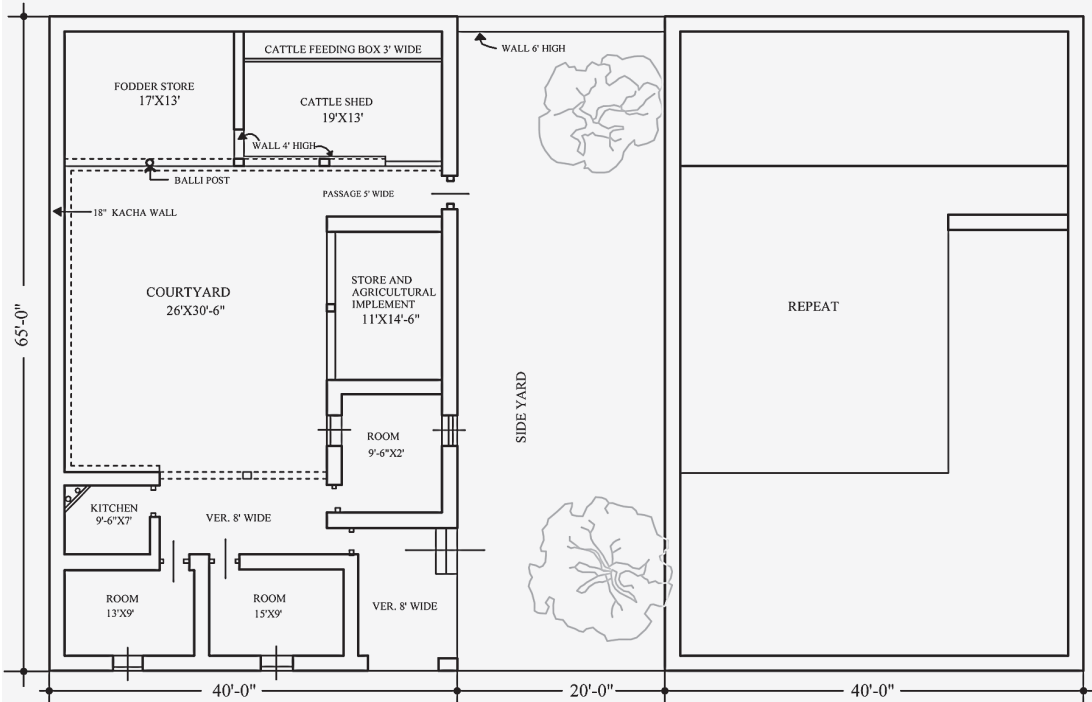 CATTLE FEEDING BOX 3' WIDE
WALL 6' HIGH
FODDER STORE
17'X13'
CATTLE SHED
19'X13'
WALL 4' HIGH
BALLI POST
PASSAGE 5' WIDE
18" KACHA WALL
COURTYARD
26'X30'-6"
STORE AND
AGRICULTURAL
IMPLEMENT
11'X14'-6"
REPEAT
65'-0"
SIDE YARD
ROOM
9'-6"X2'
KITCHEN
9'-6"X7'
VER. 8' WIDE
ROOM
13'X9'
ROOM
15'X9'
VER. 8' WIDE
40'-0"
20'-0"
40'-0"